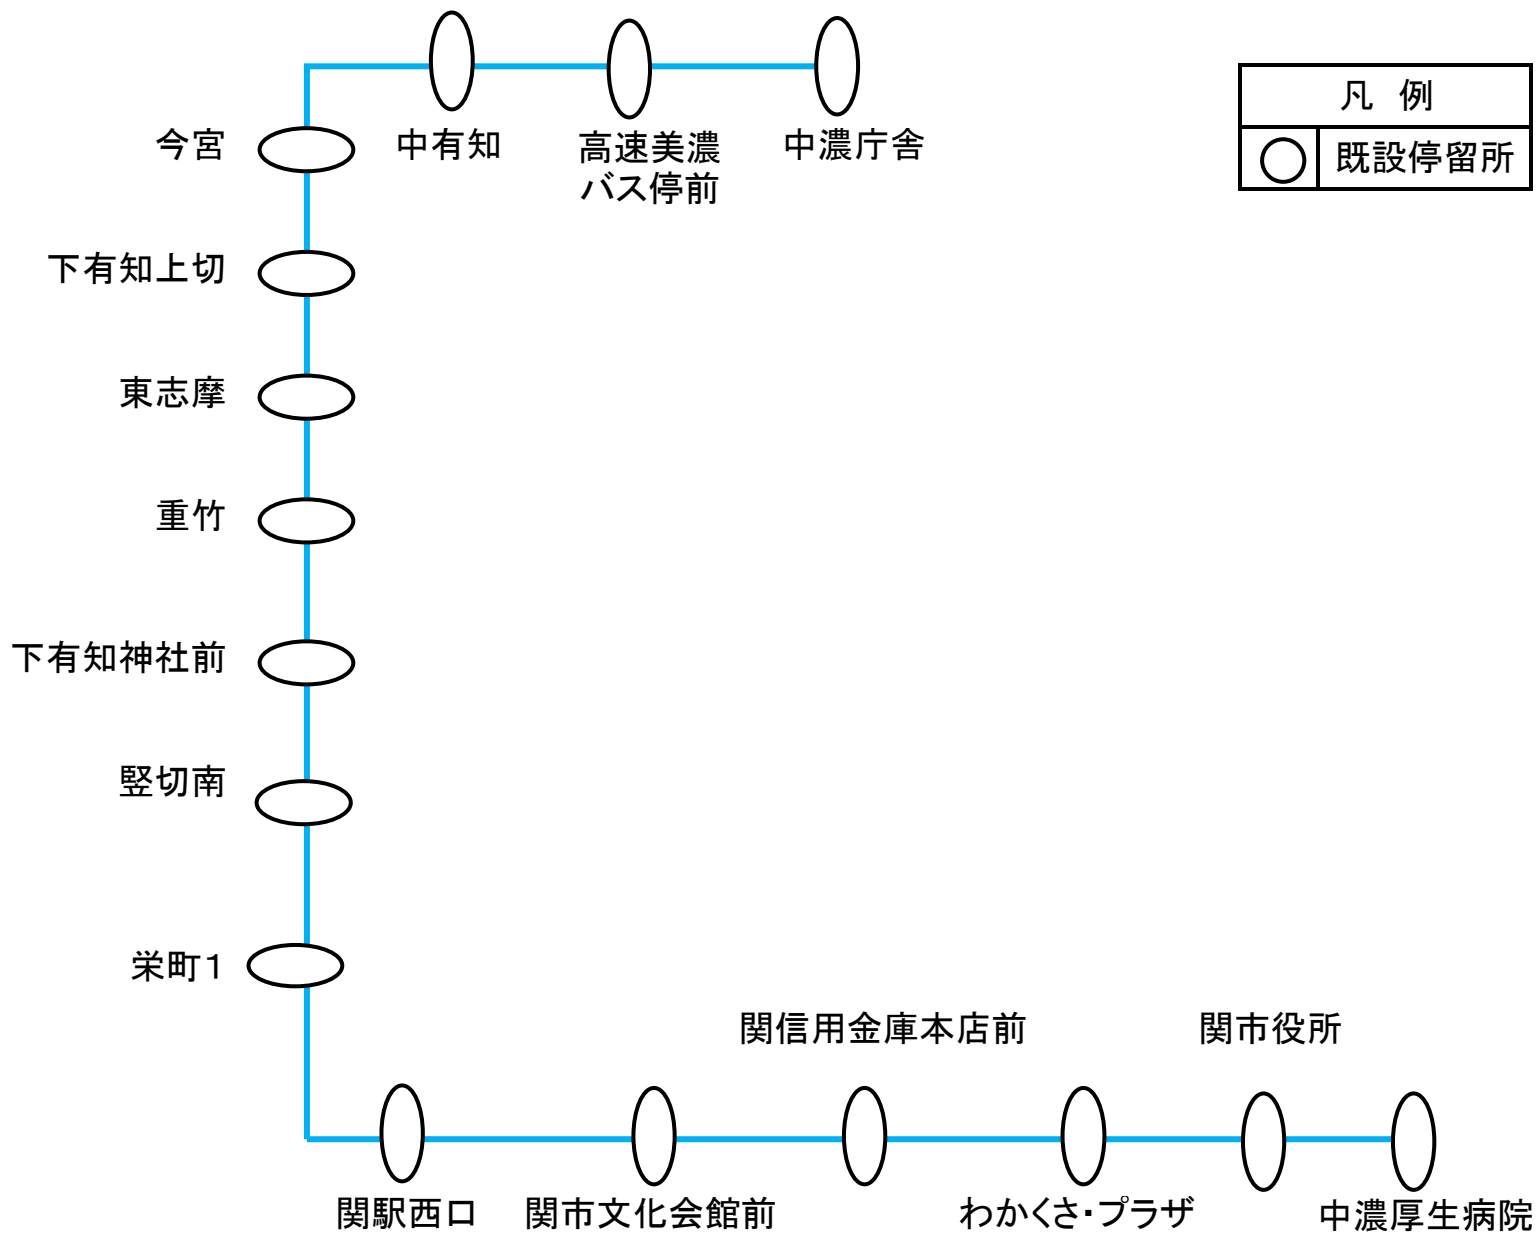 凡 例
既設停留所
中有知
高速美濃
バス停前
中濃庁舎
今宮
下有知上切
東志摩
重竹
下有知神社前
竪切南
栄町1
関信用金庫本店前
関市役所
関駅西口
関市文化会館前
わかくさ・プラザ
中濃厚生病院